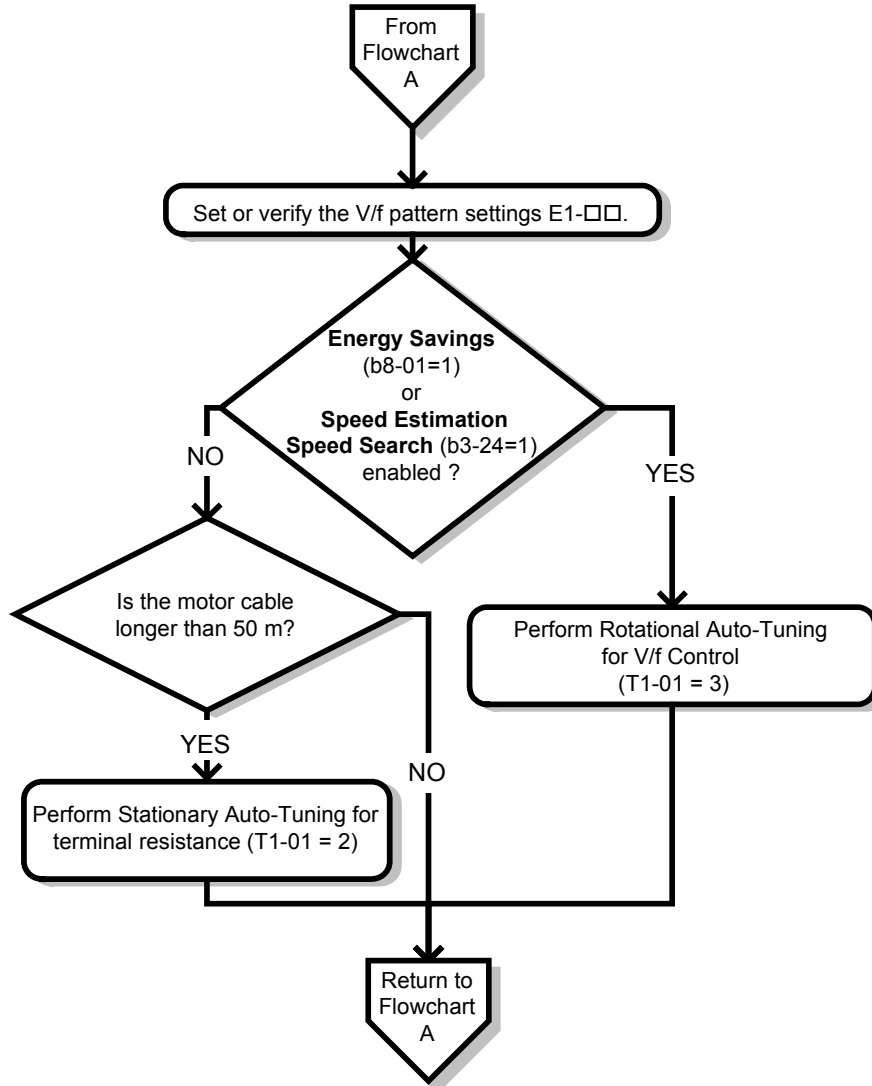 From
Flowchart
A
Set or verify the V/f pattern settings E1-□□.
Energy Savings
(b8-01=1)
or
Speed Estimation
Speed Search (b3-24=1)
enabled ?
NO
YES
Is the motor cable
longer than 50 m?
Perform Rotational Auto-Tuning
for V/f Control
(T1-01 = 3)
YES
NO
Perform Stationary Auto-Tuning for
terminal resistance (T1-01 = 2)
Return to
Flowchart
A